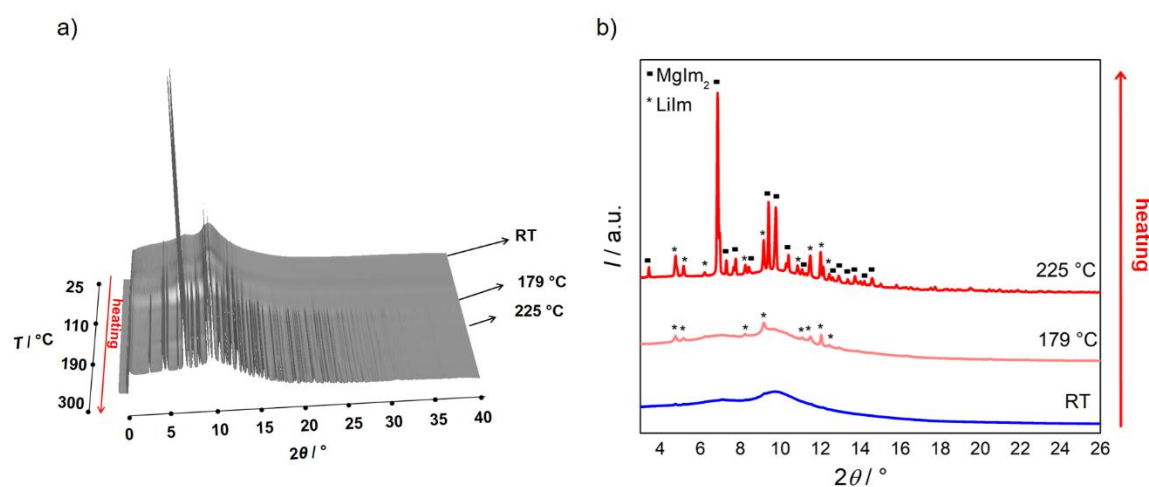 a)
RT
179 °C
225 °C
25
110
190
300
T / °C
heating
0
5
10
15
20
25
30
35
40
2θ / °
b)
▪ MgIm₂
* LiIm
225 °C
179 °C
RT
I / a.u.
4 6 8 10 12 14 16 18 20 22 24 26
2θ / °
heating